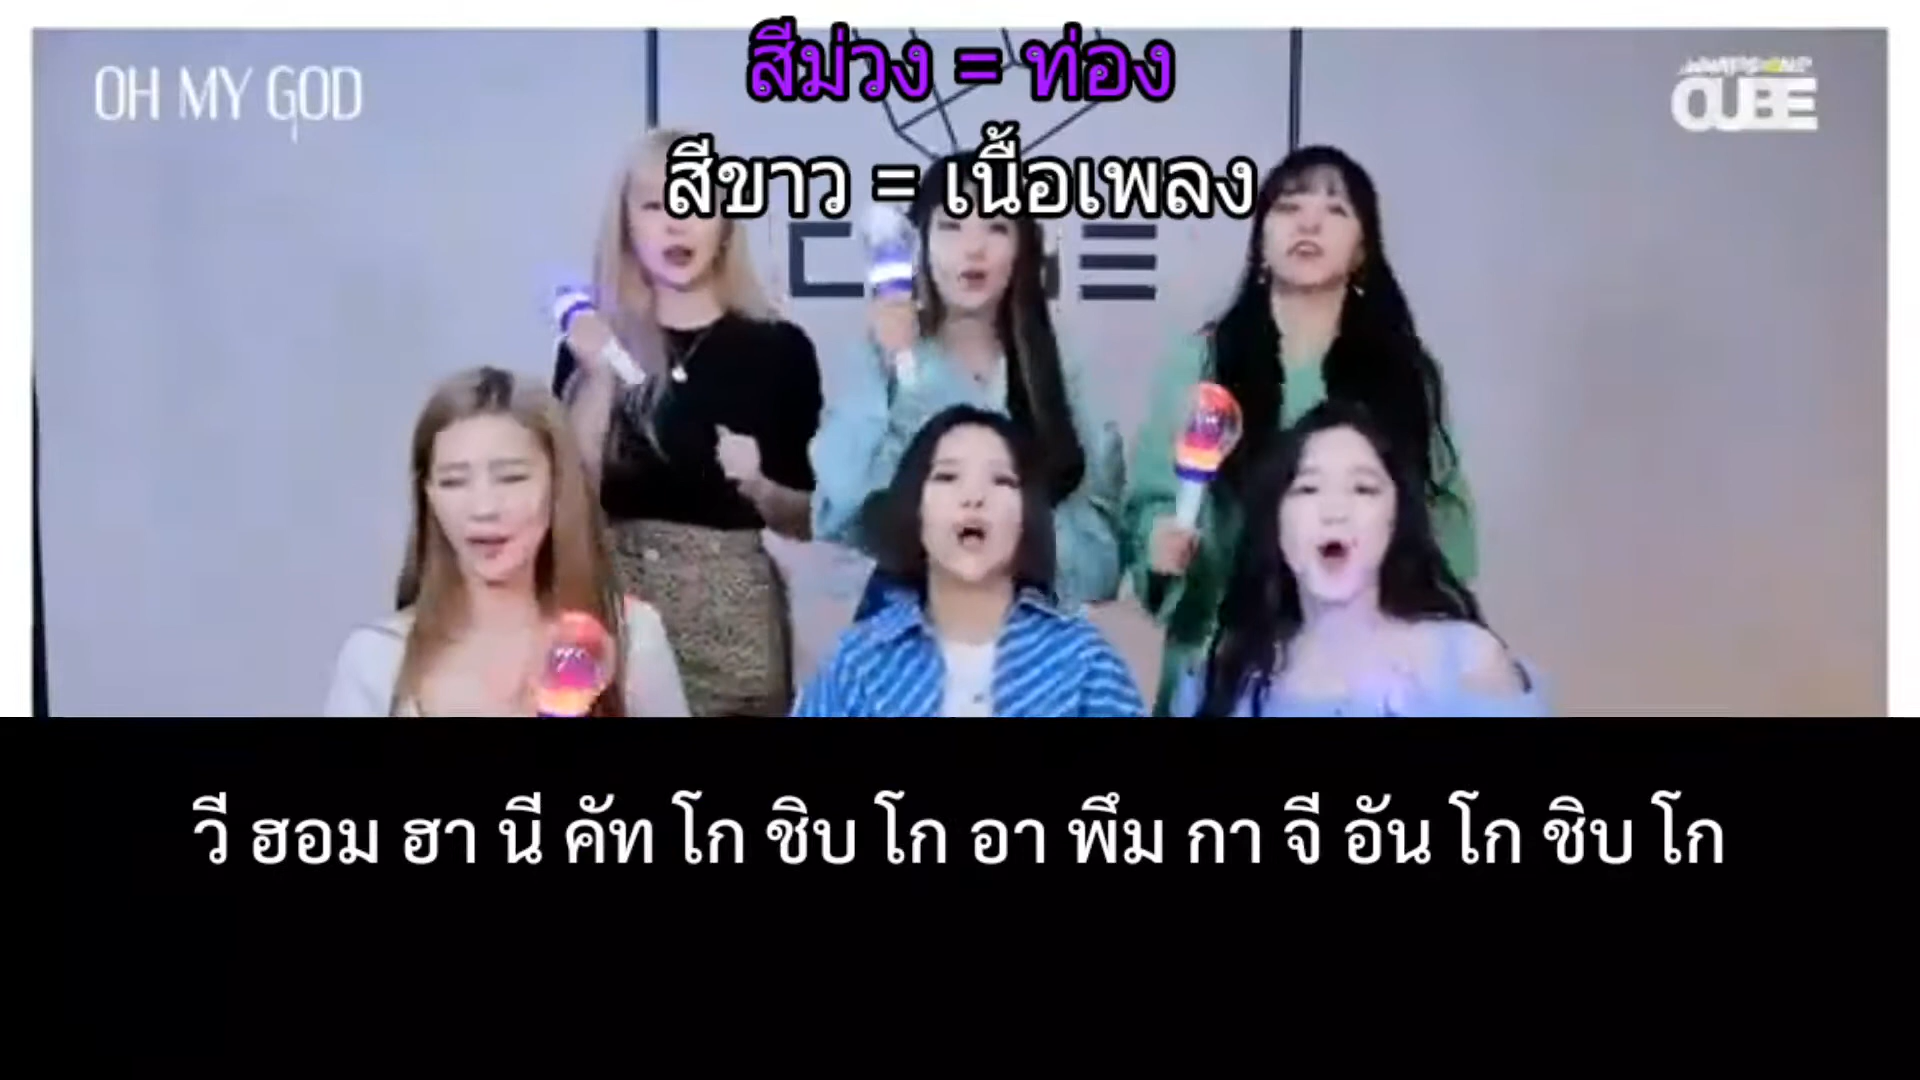 OH MY GOD
สีม่วง = ท่อง
สีขาว = เนื้อเพลง
CUBE
วี ฮอม ฮา นี คัท โก ชิบ โก อา พึม กา จี อัน โก ชิบ โก